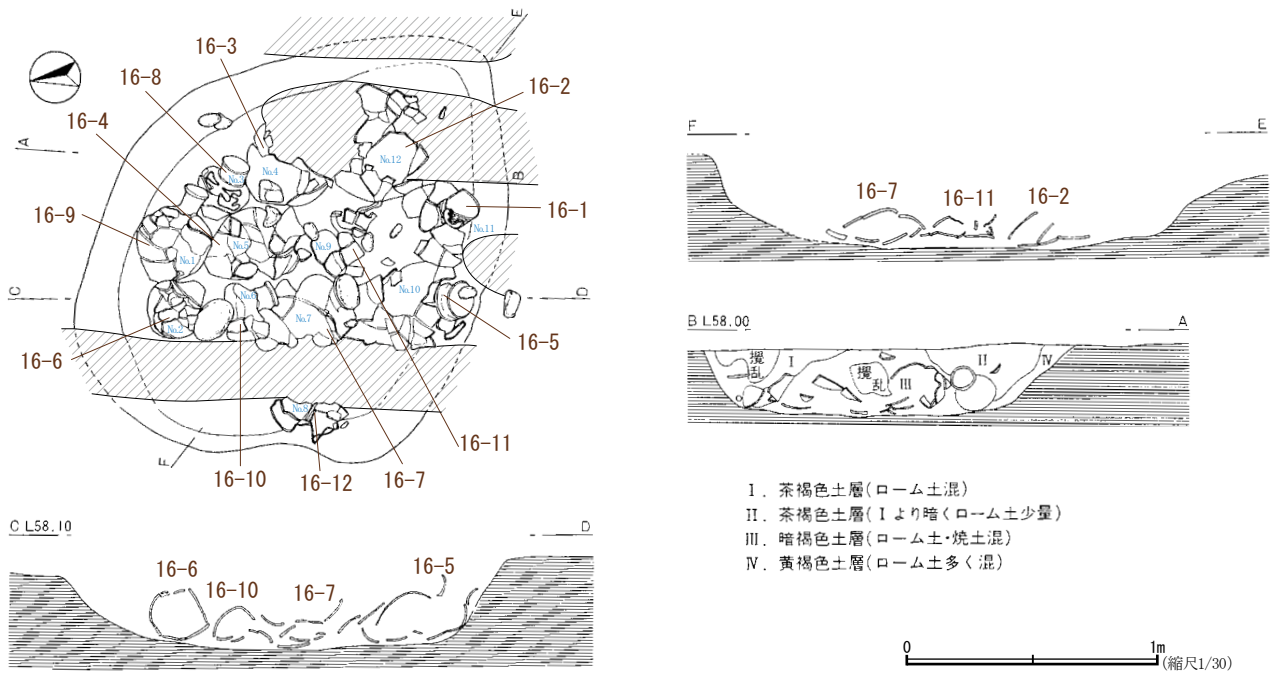 16-3
16-8
16-4
16-2
16-9
16-1
16-6
16-5
16-10
16-12
16-7
16-11
No.12
No.3
No.4
No.11
No.5
No.9
No.1
No.10
No.6
No.7
No.2
No.8
E
A
B
C
D
F
C L58.10
D
16-6
16-10
16-7
16-5
F
E
16-7
16-11
16-2
B L58.00
A
攪乱
I
攪乱
III
II
IV
I. 茶褐色土層(ローム土混)
II. 茶褐色土層(Iより暗くローム土少量)
III. 暗褐色土層(ローム土・焼土混)
IV. 黄褐色土層(ローム土多く混)
0
1m
(縮尺1/30)